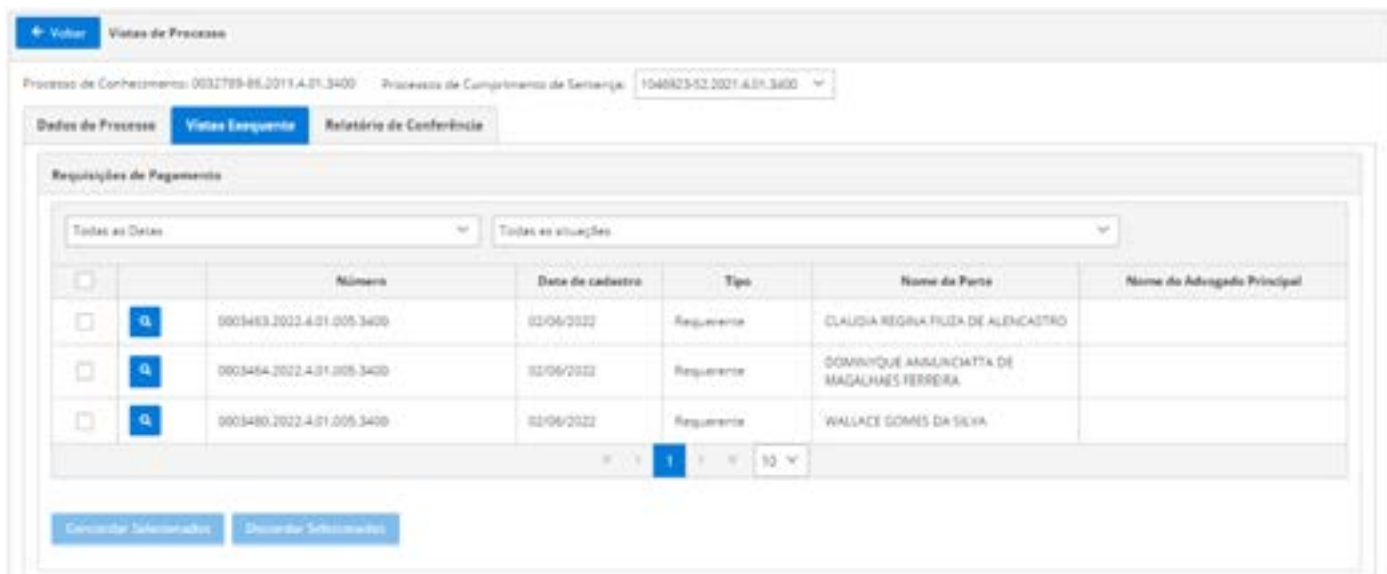 ← Voltar Vistas de Processo
Processo de Conhecimento: 0032789-86.2011.4.01.3400 Processos de Cumprimento de Sentença: 1046923-52.2021.4.01.3400
Dados do Processo Vistas Exequente Relatório de Conferência
Requisições de Pagamento
Todas as Datas Todas as situações
Número Data de cadastro Tipo Nome da Parte Nome do Advogado Principal
0003463.2022.4.01.005.3400 02/06/2022 Requerente CLAUDIA REGINA FIUZA DE ALENCASTRO
0003464.2022.4.01.005.3400 02/06/2022 Requerente DOMINYQUE ANNUNCIATTA DE
MAGALHAES FERREIRA
0003480.2022.4.01.005.3400 02/06/2022 Requerente WALLACE GOMES DA SILVA
1 10
Concordar Selecionados Discordar Selecionados